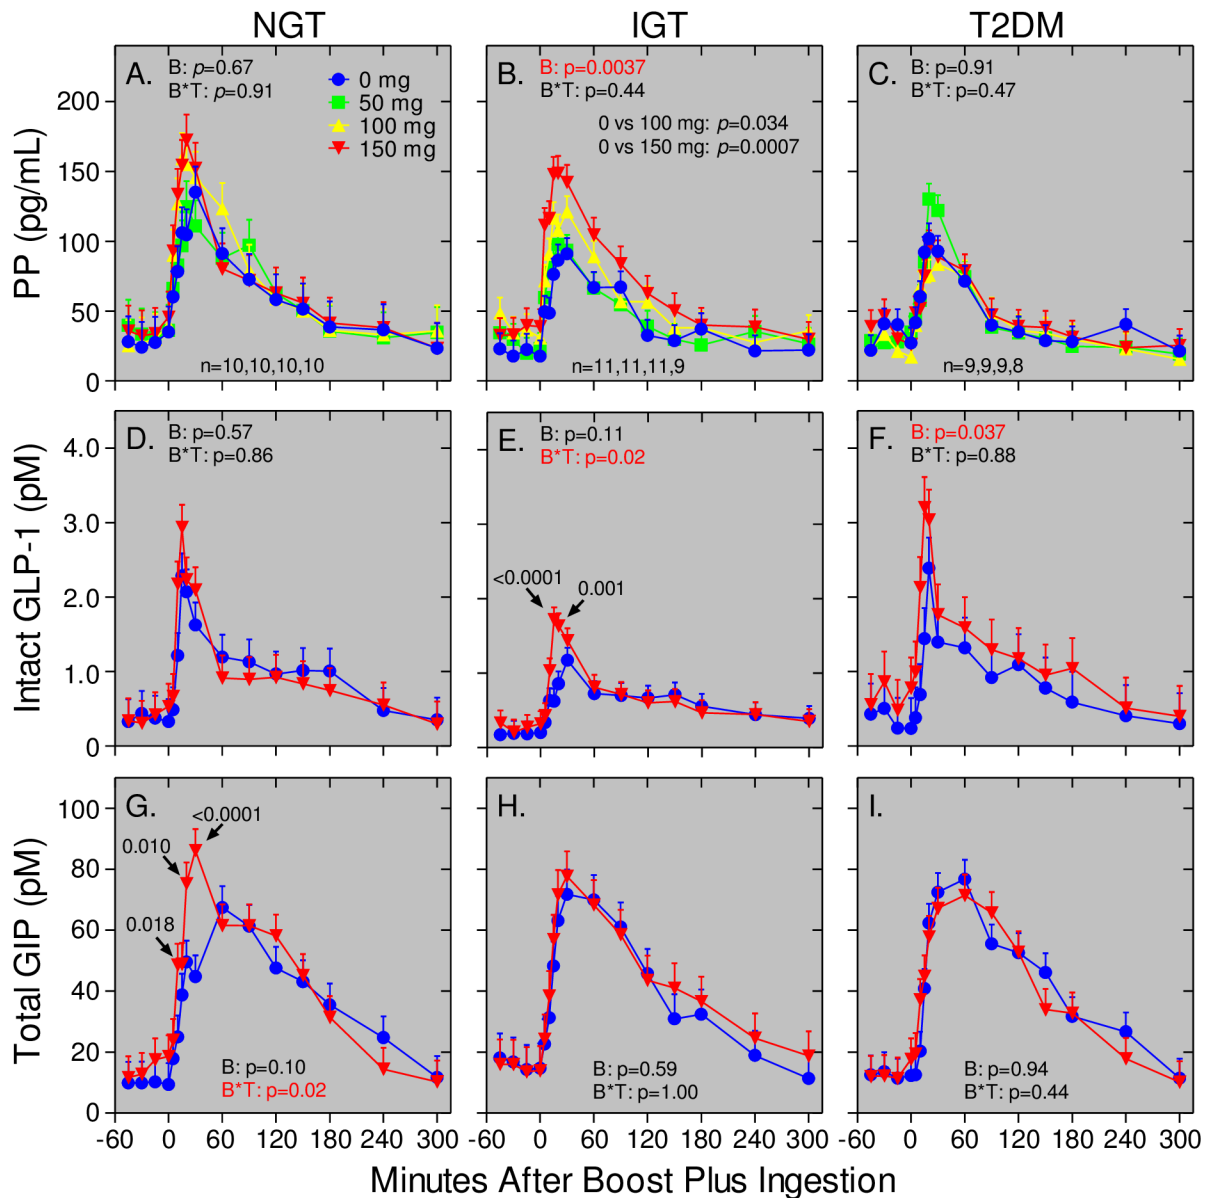 NGT
IGT
T2DM
PP (pg/mL)
200
150
100
50
0
A.
B: p=0.67
B*T: p=0.91
0 mg
50 mg
100 mg
150 mg
n=10,10,10,10
B.
B: p=0.0037
B*T: p=0.44
0 vs 100 mg: p=0.034
0 vs 150 mg: p=0.0007
n=11,11,11,9
C.
B: p=0.91
B*T: p=0.47
n=9,9,9,8
Intact GLP-1 (pM)
4.0
3.0
2.0
1.0
0
D.
B: p=0.57
B*T: p=0.86
E.
B: p=0.11
B*T: p=0.02
<0.0001
0.001
F.
B: p=0.037
B*T: p=0.88
Total GIP (pM)
100
80
60
40
20
0
G.
<0.0001
0.010
0.018
B: p=0.10
B*T: p=0.02
H.
B: p=0.59
B*T: p=1.00
I.
B: p=0.94
B*T: p=0.44
-60 0 60 120 180 240 300
-60 0 60 120 180 240 300
-60 0 60 120 180 240 300
Minutes After Boost Plus Ingestion